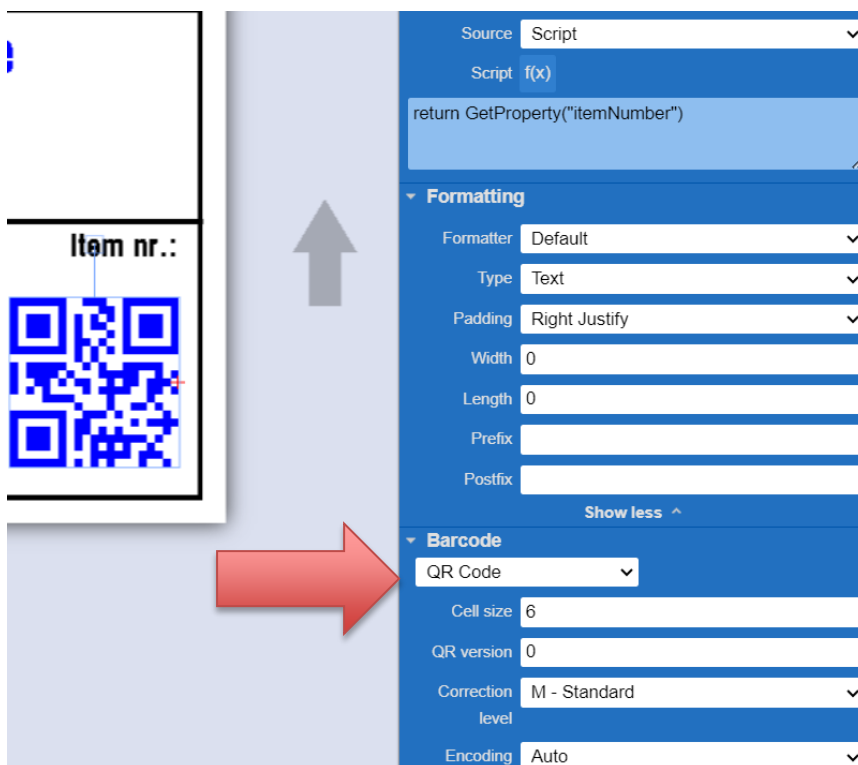 Source Script
Script f(x)
return GetProperty("itemNumber")
Formatting
Item nr.:
Formatter Default
Type Text
Padding Right Justify
Width 0
Length 0
Prefix
Postfix
Show less
Barcode
QR Code
Cell size 6
QR version 0
Correction level M - Standard
Encoding Auto